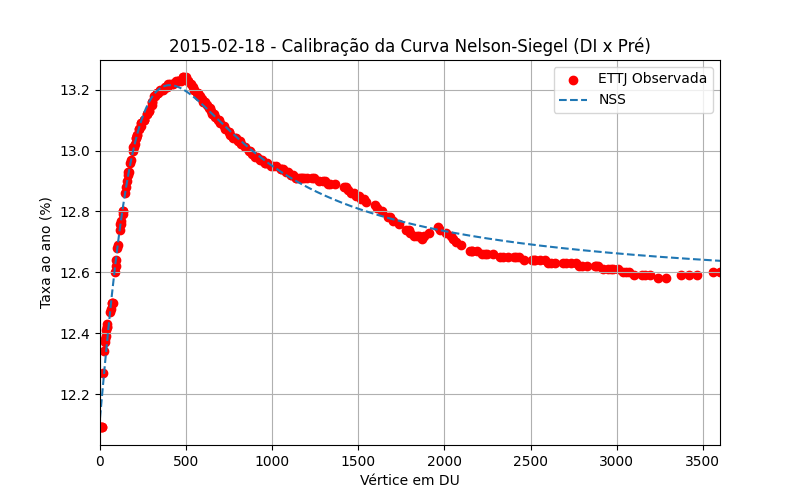 2015-02-18 - Calibração da Curva Nelson-Siegel (DI x Pré)
ETTJ Observada
NSS
Taxa ao ano (%)
13.2
13.0
12.8
12.6
12.4
12.2
0 500 1000 1500 2000 2500 3000 3500
Vértice em DU